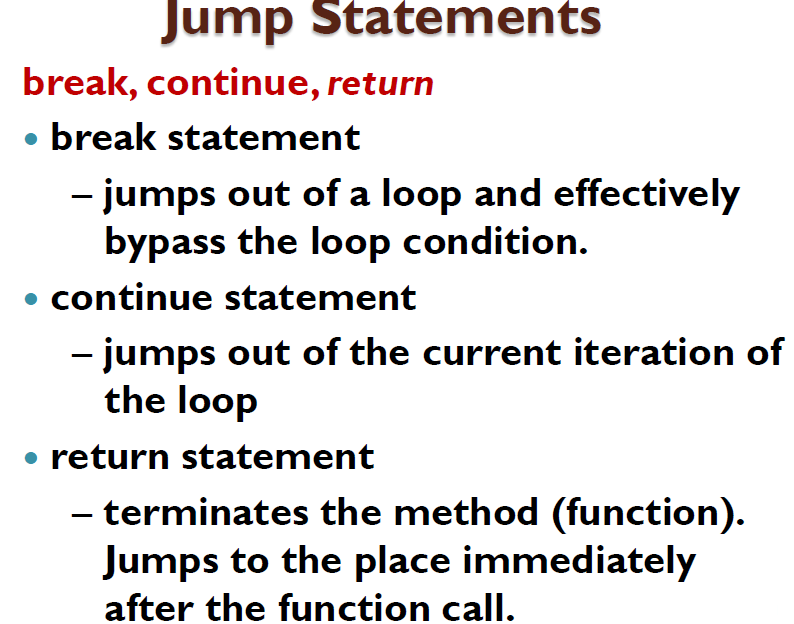 Jump Statements
break, continue, return
• break statement
– jumps out of a loop and effectively
bypass the loop condition.
• continue statement
– jumps out of the current iteration of
the loop
• return statement
– terminates the method (function).
Jumps to the place immediately
after the function call.